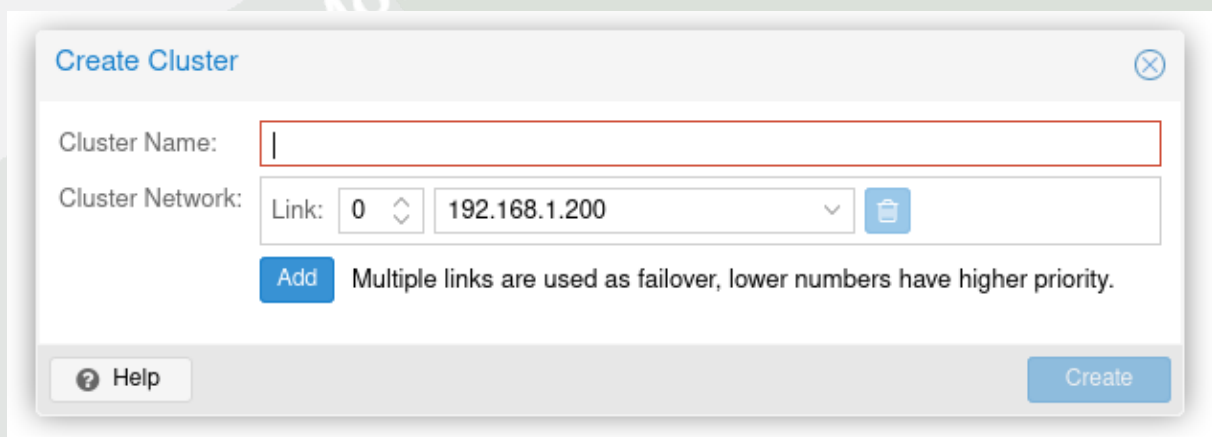 Create Cluster
Cluster Name:
Cluster Network: Link: 0 192.168.1.200
Add Multiple links are used as failover, lower numbers have higher priority.
Help Create